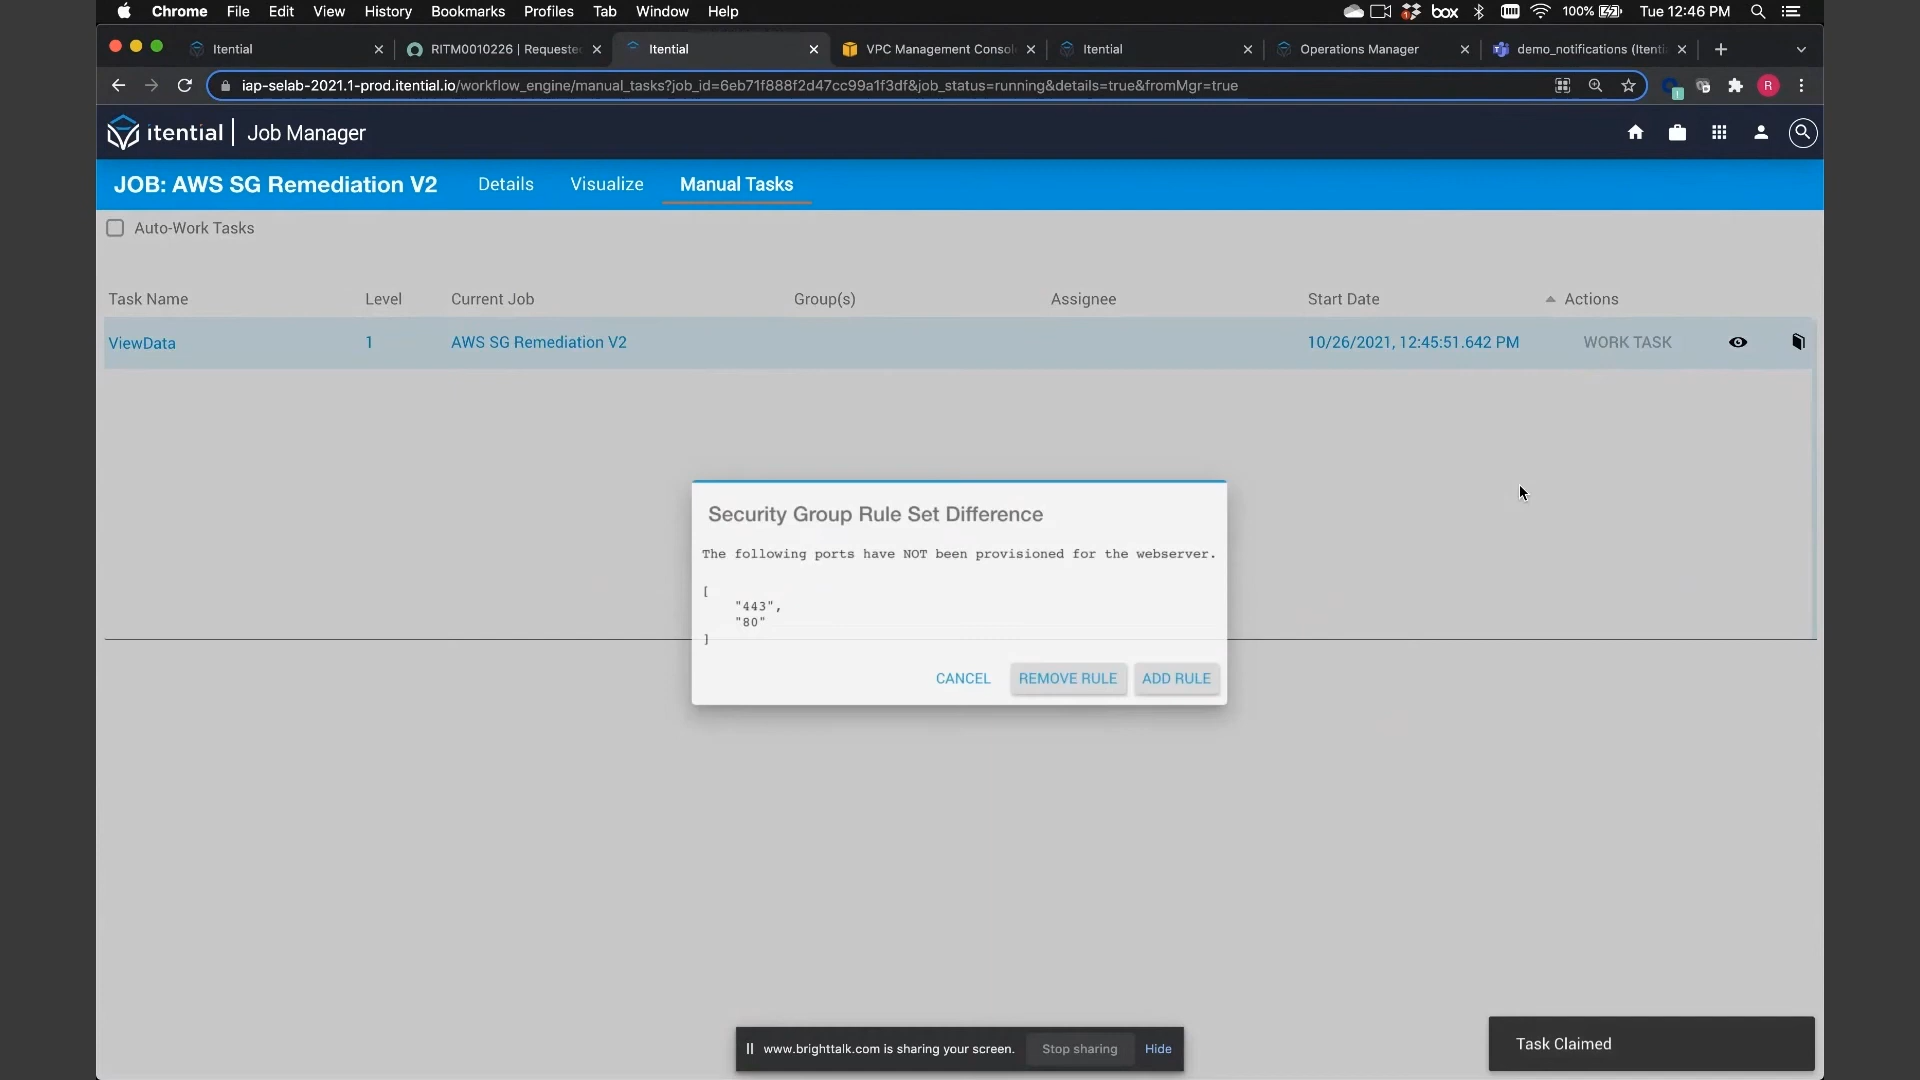 Chrome File Edit View History Bookmarks Profiles Tab Window Help box 100% Tue 12:46 PM
Itential RITM0010226 | Requeste Itential VPC Management Consol Itential Operations Manager demo_notifications (Itenti
iap-selab-2021.1-prod.itential.io/workflow_engine/manual_tasks?job_id=6eb71f888f2d47cc99a1f3df&job_status=running&details=true&fromMgr=true R
itential | Job Manager
JOB: AWS SG Remediation V2 Details Visualize Manual Tasks
Auto-Work Tasks
Task Name Level Current Job Group(s) Assignee Start Date Actions
ViewData 1 AWS SG Remediation V2 10/26/2021, 12:45:51.642 PM WORK TASK
Security Group Rule Set Difference
The following ports have NOT been provisioned for the webserver.
[
"443",
"80"
]
CANCEL REMOVE RULE ADD RULE
www.brighttalk.com is sharing your screen. Stop sharing Hide
Task Claimed